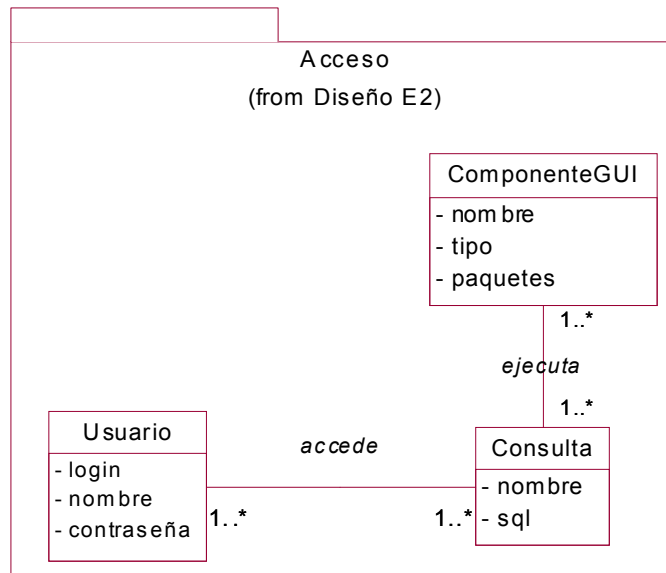 Acceso
(from Diseño E2)
ComponenteGUI
- nombre
- tipo
- paquetes
1..*
ejecuta
1..*
Usuario
- login
- nombre
- contraseña
accede
1..*
1..*
Consulta
- nombre
- sql